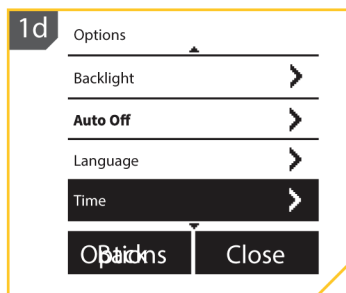 1d
Options
Backlight
Auto Off
Language
Time
Close